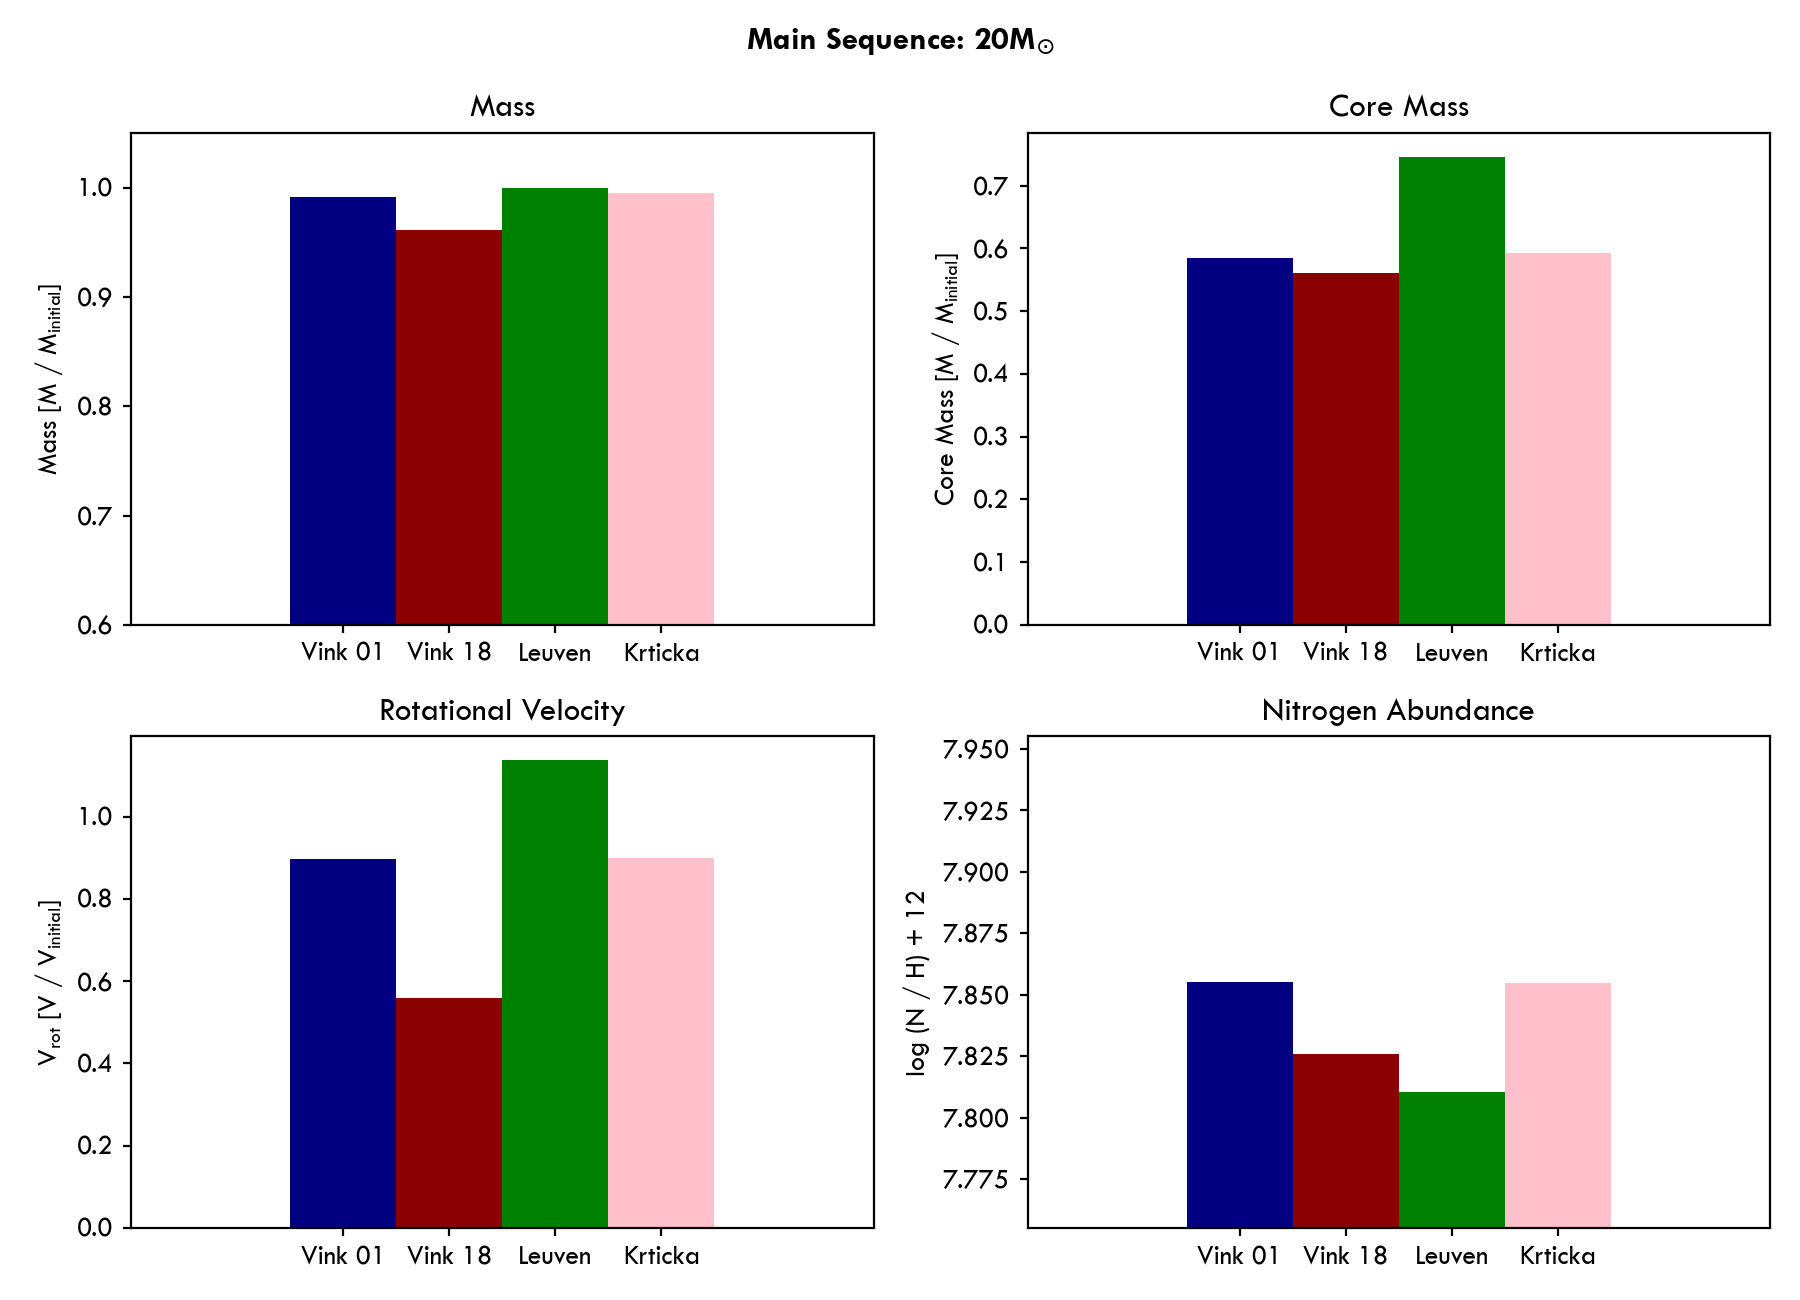 Main Sequence: 20M⊙
Mass
Mass [M / Minitial]
1.0
0.9
0.8
0.7
0.6
Vink 01 Vink 18 Leuven Krticka
Core Mass
Core Mass [M / Minitial]
0.7
0.6
0.5
0.4
0.3
0.2
0.1
0.0
Vink 01 Vink 18 Leuven Krticka
Rotational Velocity
Vrot [V / Vinitial]
1.0
0.8
0.6
0.4
0.2
0.0
Vink 01 Vink 18 Leuven Krticka
Nitrogen Abundance
log (N / H) + 12
7.950
7.925
7.900
7.875
7.850
7.825
7.800
7.775
Vink 01 Vink 18 Leuven Krticka